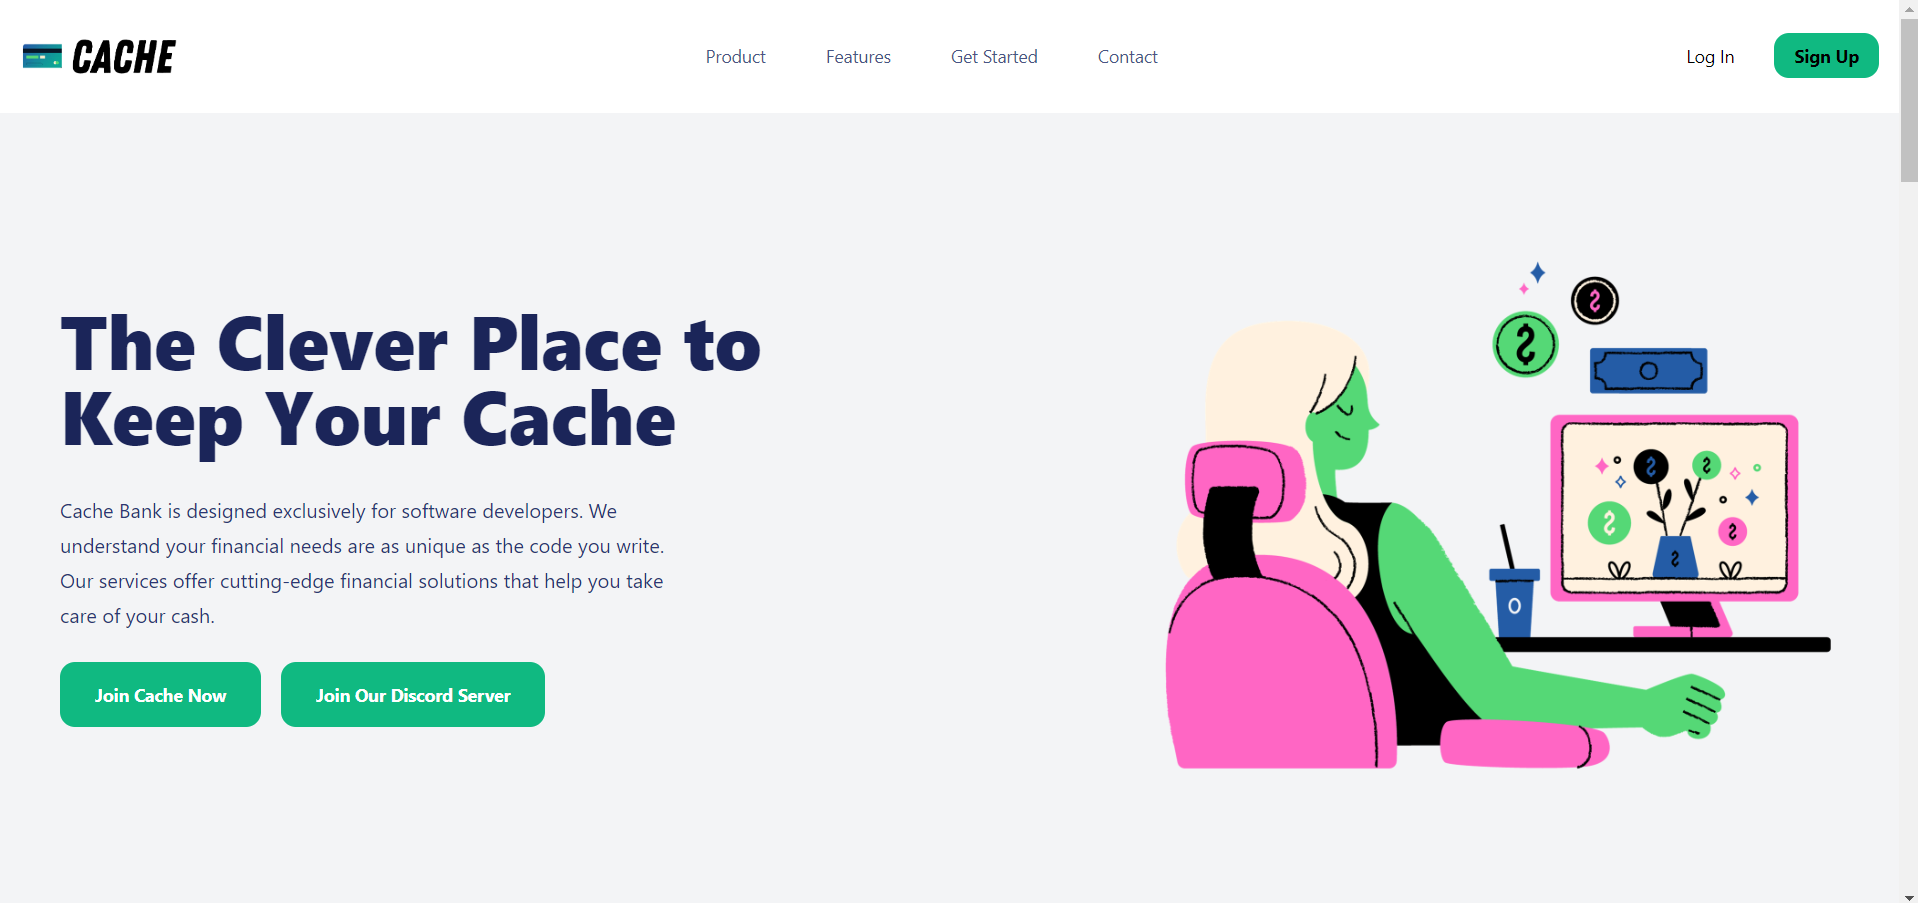 CACHE
Product
Features
Get Started
Contact
Log In
Sign Up
The Clever Place to
Keep Your Cache
Cache Bank is designed exclusively for software developers. We
understand your financial needs are as unique as the code you write.
Our services offer cutting-edge financial solutions that help you take
care of your cash.
Join Cache Now
Join Our Discord Server